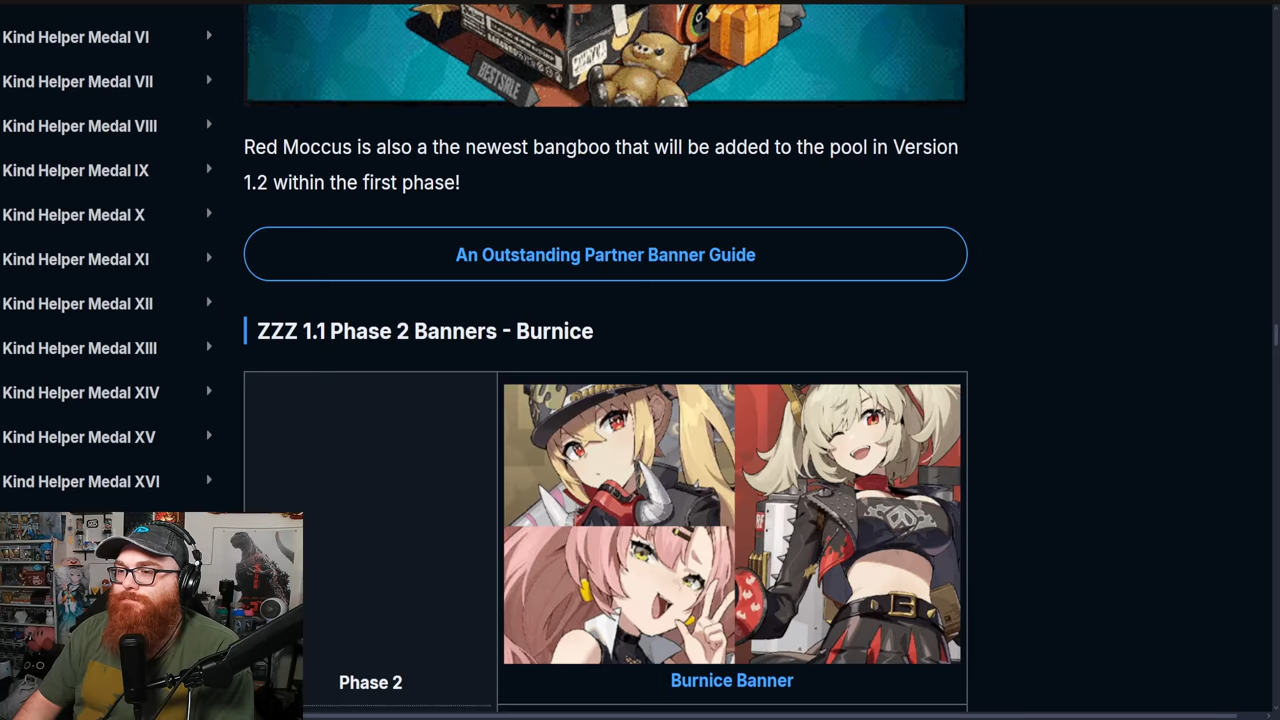 Kind Helper Medal VI
Kind Helper Medal VII
Kind Helper Medal VIII
Kind Helper Medal IX
Kind Helper Medal X
Kind Helper Medal XI
Kind Helper Medal XII
Kind Helper Medal XIII
Kind Helper Medal XIV
Kind Helper Medal XV
Kind Helper Medal XVI
BEST SALE
Red Moccus is also a the newest bangboo that will be added to the pool in Version
1.2 within the first phase!
An Outstanding Partner Banner Guide
ZZZ 1.1 Phase 2 Banners - Burnice
Phase 2
Burnice Banner